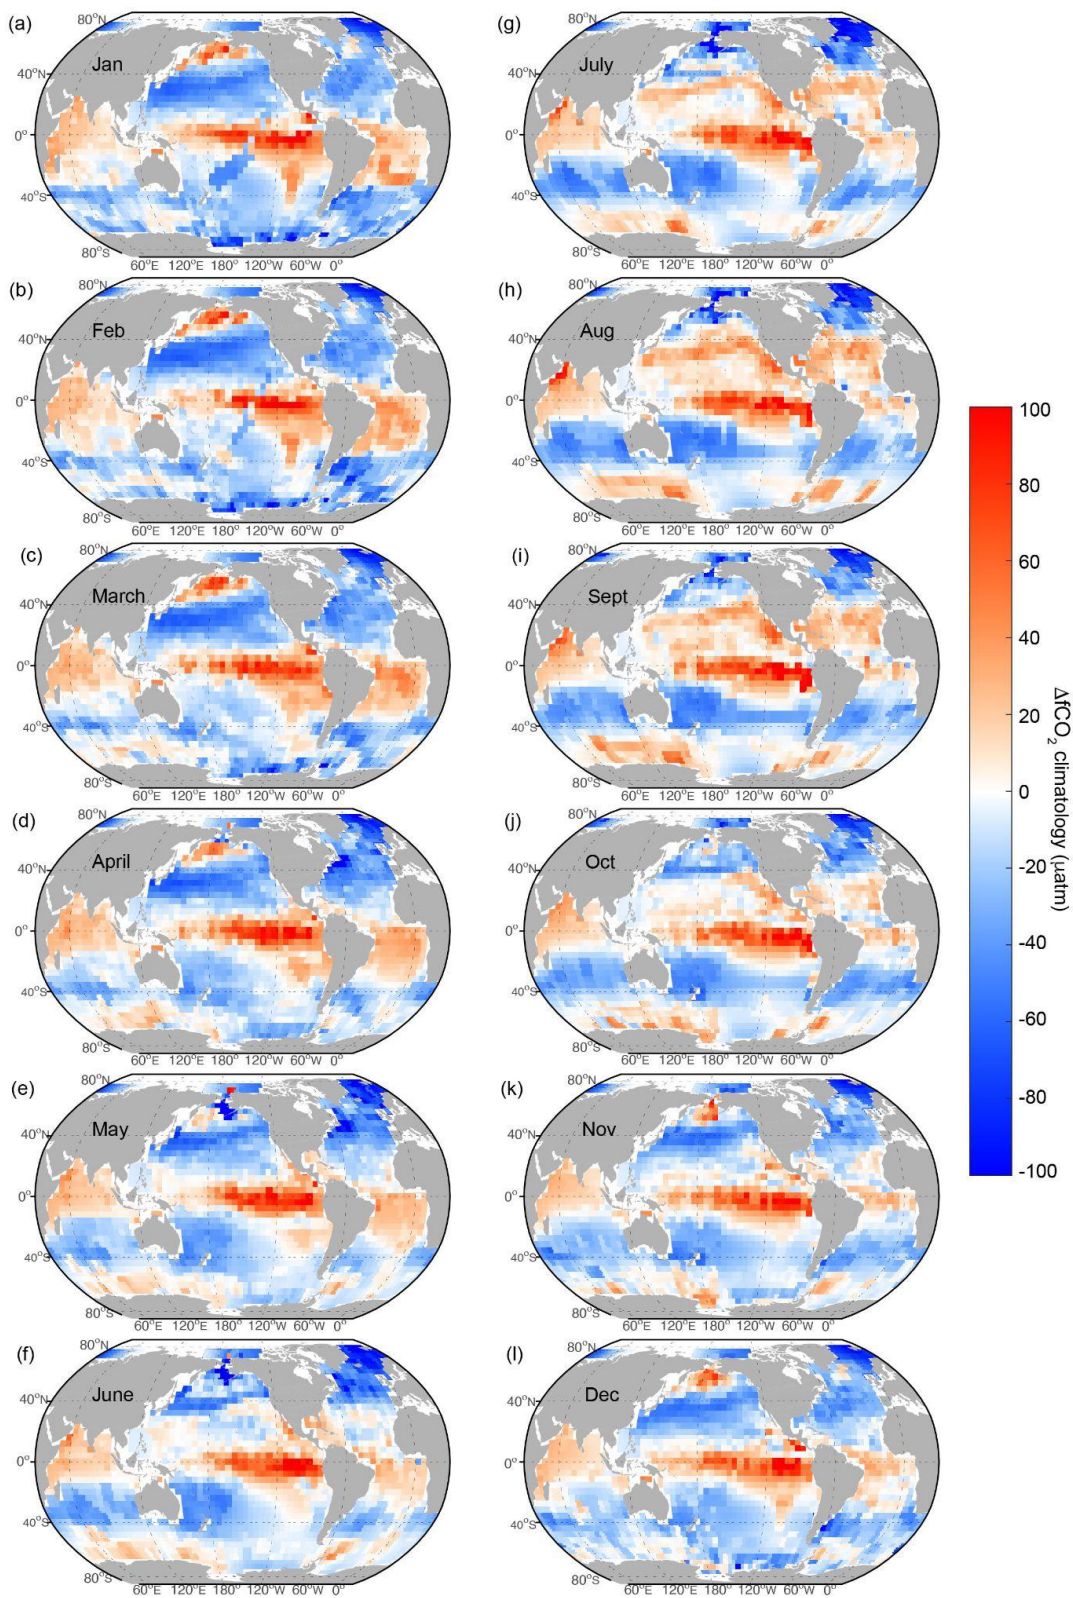 (a)
Jan
80°N
40°N
0°
40°S
80°S
60°E 120°E 180° 120°W 60°W 0°
(b)
Feb
80°N
40°N
0°
40°S
80°S
60°E 120°E 180° 120°W 60°W 0°
(c)
March
80°N
40°N
0°
40°S
80°S
60°E 120°E 180° 120°W 60°W 0°
(d)
April
80°N
40°N
0°
40°S
80°S
60°E 120°E 180° 120°W 60°W 0°
(e)
May
80°N
40°N
0°
40°S
80°S
60°E 120°E 180° 120°W 60°W 0°
(f)
June
80°N
40°N
0°
40°S
80°S
60°E 120°E 180° 120°W 60°W 0°
(g)
July
80°N
40°N
0°
40°S
80°S
60°E 120°E 180° 120°W 60°W 0°
(h)
Aug
80°N
40°N
0°
40°S
80°S
60°E 120°E 180° 120°W 60°W 0°
(i)
Sept
80°N
40°N
0°
40°S
80°S
60°E 120°E 180° 120°W 60°W 0°
(j)
Oct
80°N
40°N
0°
40°S
80°S
60°E 120°E 180° 120°W 60°W 0°
(k)
Nov
80°N
40°N
0°
40°S
80°S
60°E 120°E 180° 120°W 60°W 0°
(l)
Dec
80°N
40°N
0°
40°S
80°S
60°E 120°E 180° 120°W 60°W 0°
100
80
60
40
20
0
-20
-40
-60
-80
-100
ΔfCO₂ climatology (μatm)